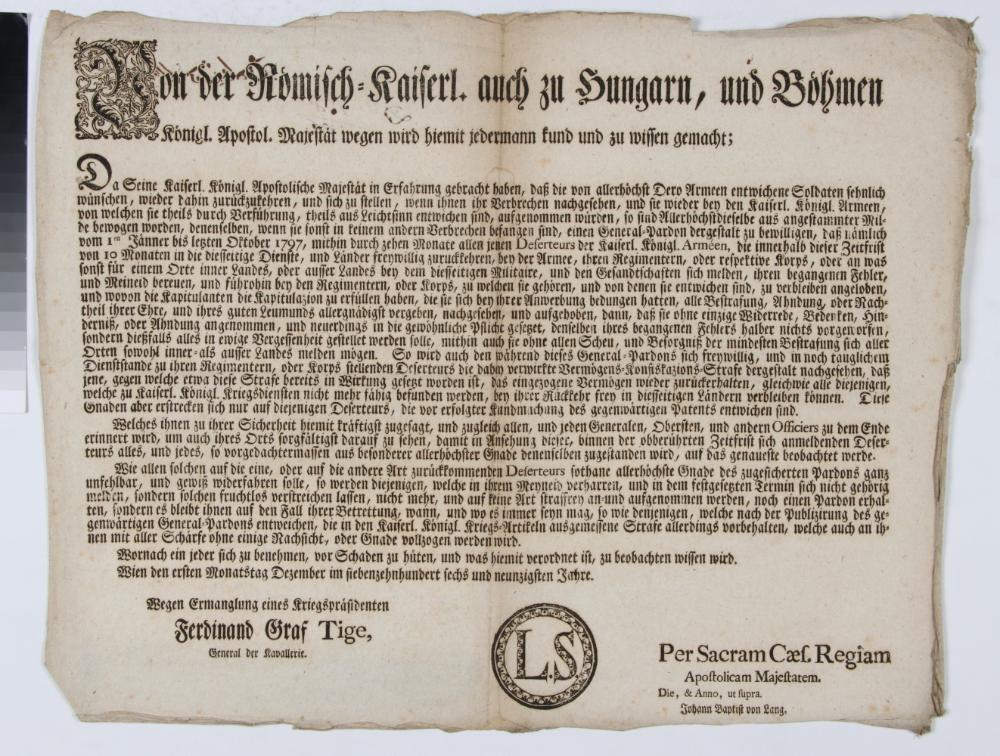 Von der Römisch-Kaiserl. auch zu Hungarn, und Böhmen
Königl. Apostol. Majestät wegen wird hiemit jedermann kund und zu wissen gemacht;
Da Seine Kaiserl. Königl. Apostolische Majestät in Erfahrung gebracht haben, daß die von allerhöchst Dero Armeen entwichene Soldaten sehnlich
wünschen, wieder dahin zurückzukehren, und sich zu stellen, wenn ihnen ihr Verbrechen nachgesehen, und sie wieder bey den Kaiserl. Königl. Armeen,
von welchen sie theils durch Verführung, theils aus Leichtsinn entwichen sind, aufgenommen würden, so sind Allerhöchstdieselbe aus angestammter Mil-
de bewogen worden, denenselben, wenn sie sonst in keinem andern Verbrechen befangen sind, einen General-Pardon dergestalt zu bewilligen, daß nämlich
vom 1ten Jänner bis letzten Oktober 1797, mithin durch zehen Monate allen jenen Deserteurs der Kaiserl. Königl. Arméen, die innerhalb dieser Zeitfrist
von 10 Monaten in die diesseitige Dienste, und Länder freywillig zurückkehren, bey der Armee, ihren Regimentern, oder respektive Korps, oder an was
sonst für einem Orte inner Landes, oder ausser Landes bey dem diesseitigen Militaire, und den Gesandtschaften sich melden, ihren begangenen Fehler,
und Meineid bereuen, und führohin bey den Regimentern, oder Korps, zu welchen sie gehören, und von denen sie entwichen sind, zu verbleiben angeloben,
und wovon die Kapitulanten die Kapitulazion zu erfüllen haben, die sie sich bey ihrer Anwerbung bedungen hatten, alle Bestrafung, Ahndung, oder Nach-
theil ihrer Ehre, und ihres guten Leumunds allergnädigst vergeben, nachgesehen, und aufgehoben, dann, daß sie ohne einzige Widerrede, Bedenken, Hin-
derniß, oder Ahndung angenommen, und neuerdings in die gewöhnliche Pflicht gesetzet, denselben ihres begangenen Fehlers halber nichts vorgeworfen,
sondern dießfalls alles in ewige Vergessenheit gestellet werden solle, mithin auch sie ohne allen Scheu, und Besorgniß der mindesten Bestrafung sich aller
Orten sowohl inner-als ausser Landes melden mögen. So wird auch den während dieses General-Pardons sich freywillig, und in noch tauglichem
Dienststande zu ihren Regimentern, oder Korps stellenden Deserteurs die dabin verwirkte Vermögens-Konfiskazions-Strafe dergestalt nachgesehen, daß
jene, gegen welche etwa diese Strafe bereits in Wirkung gesetzt worden ist, das eingezogene Vermögen wieder zurückerhalten, gleichwie alle diejenigen,
welche zu Kaiserl. Königl. Kriegsdiensten nicht mehr fähig befunden werden, bey ihrer Rückkehr frey in diesseitigen Ländern verbleiben können. Diese
Gnaden aber erstrecken sich nur auf diejenigen Deserteurs, die vor erfolgter Kundmachung des gegenwärtigen Patents entwichen sind.
Welches ihnen zu ihrer Sicherheit hiemit kräftigst zugesagt, und zugleich allen, und jeden Generalen, Obersten, und andern Officiers zu dem Ende
erinnert wird, um auch ihres Orts sorgfältigst darauf zu sehen, damit in Ansehung dieser, binnen der obberührten Zeitfrist sich anmeldenden Deser-
teurs alles, und jedes, so vorgedachtermassen aus besonderer allerhöchster Gnade denenselben zugestanden wird, auf das genaueste beobachtet werde.
Wie allen solchen auf die eine, oder auf die andere Art zurückkommenden Deserteurs sothane allerhöchste Gnade des zugesicherten Pardons ganz
unfehlbar, und gewiß widerfahren solle, so werden diejenigen, welche in ihrem Meyneid verharren, und in dem festgesetzten Termin sich nicht gehörig
melden, sondern solchen fruchtlos verstreichen lassen, nicht mehr, und auf keine Art straffrey an-und aufgenommen werden, noch einen Pardon erhal-
ten, sondern es bleibt ihnen auf den Fall ihrer Betrettung, wann, und wo es immer seyn mag, so wie denjenigen, welche nach der Publizirung des ge-
genwärtigen General-Pardons entweichen, die in den Kaiserl. Königl. Kriegs-Artikeln ausgemessene Strafe allerdings vorbehalten, welche auch an ih-
nen mit aller Schärfe ohne einige Nachsicht, oder Gnade vollzogen werden wird.
Wornach ein jeder sich zu benehmen, vor Schaden zu hüten, und was hiemit verordnet ist, zu beobachten wissen wird.
Wien den ersten Monatstag Dezember im siebenzehnhundert sechs und neunzigsten Jahre.
Wegen Ermanglung eines Kriegspräsidenten
Ferdinand Graf Tige,
General der Kavallerie.
L.S
Per Sacram Cæs. Regiam
Apostolicam Majestatem.
Die, & Anno, ut supra.
Johann Baptist von Lang.